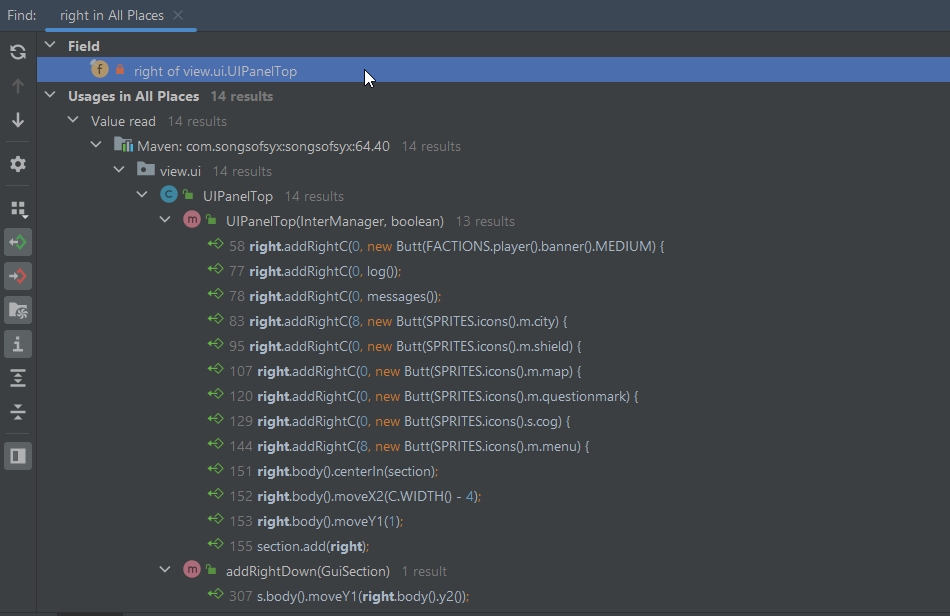 Find: right in All Places
Field
right of view.ui.UIPanelTop
Usages in All Places 14 results
Value read 14 results
Maven: com.songsofsyx:songsofsyx:64.40 14 results
view.ui 14 results
UIPanelTop 14 results
UIPanelTop(InterManager, boolean) 13 results
58 right.addRightC(0, new Butt(FACTIONS.player().banner().MEDIUM) {
77 right.addRightC(0, log());
78 right.addRightC(0, messages());
83 right.addRightC(8, new Butt(SPRITES.icons().m.city) {
95 right.addRightC(0, new Butt(SPRITES.icons().m.shield) {
107 right.addRightC(0, new Butt(SPRITES.icons().m.map) {
120 right.addRightC(0, new Butt(SPRITES.icons().m.questionmark) {
129 right.addRightC(0, new Butt(SPRITES.icons().s.cog) {
144 right.addRightC(8, new Butt(SPRITES.icons().m.menu) {
151 right.body().centerIn(section);
152 right.body().moveX2(C.WIDTH() - 4);
153 right.body().moveY1(1);
155 section.add(right);
addRightDown(GuiSection) 1 result
307 s.body().moveY1(right.body().y2());